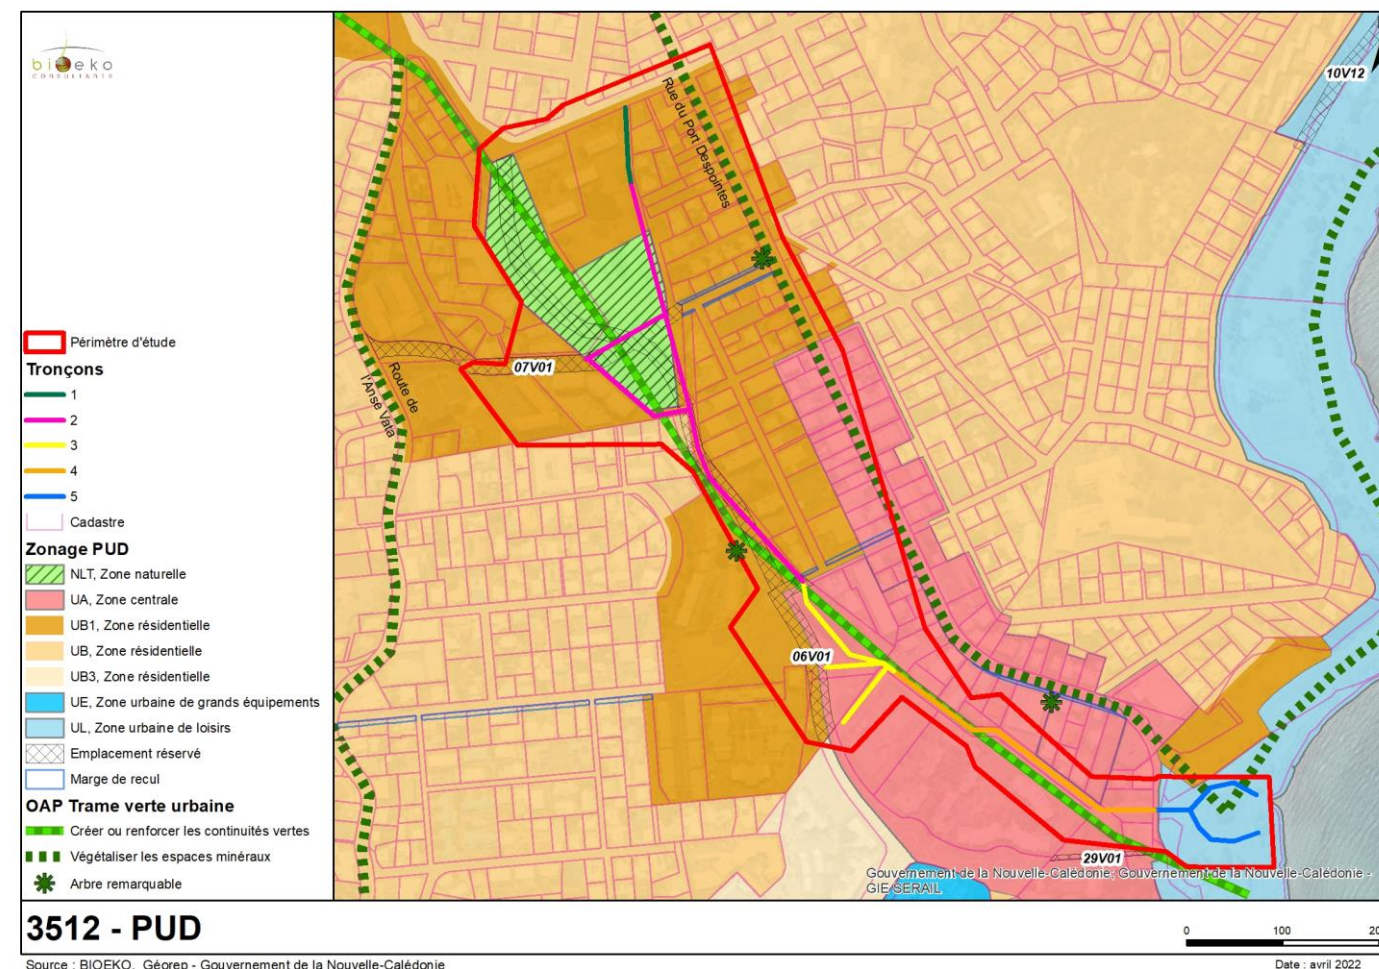 biOeko
CONSULTANTS
Périmètre d'étude
Tronçons
1
2
3
4
5
Cadastre
Zonage PUD
NLT, Zone naturelle
UA, Zone centrale
UB1, Zone résidentielle
UB, Zone résidentielle
UB3, Zone résidentielle
UE, Zone urbaine de grands équipements
UL, Zone urbaine de loisirs
Emplacement réservé
Marge de recul
OAP Trame verte urbaine
Créer ou renforcer les continuités vertes
Végétaliser les espaces minéraux
Arbre remarquable
10V12
Rue du Port Despointes
07V01
Route de
l'Anse Vata
06V01
29V01
Gouvernement de la Nouvelle-Calédonie; Gouvernement de la Nouvelle-Calédonie -
GIE SERAIL
3512 - PUD
0 100 20
Source : BIOEKO, Géorep - Gouvernement de la Nouvelle-Calédonie
Date : avril 2022